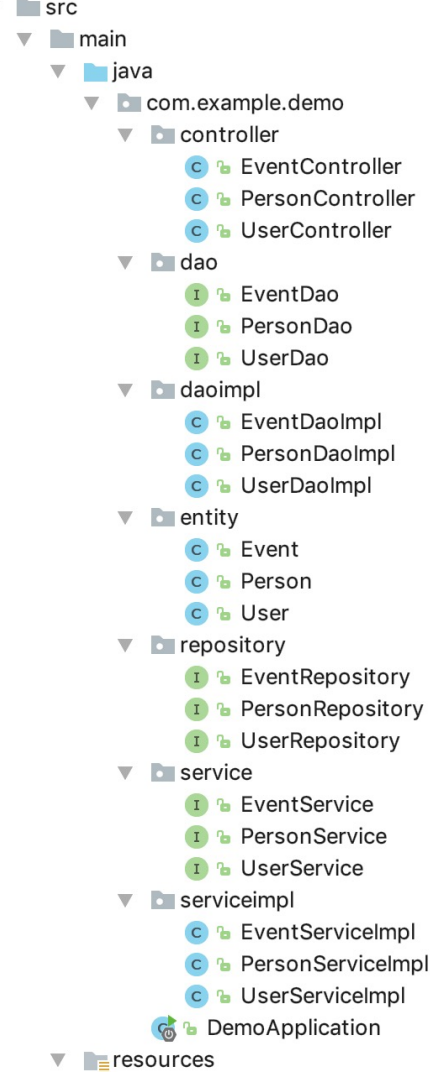 src
main
java
com.example.demo
controller
C EventController
C PersonController
C UserController
dao
I EventDao
I PersonDao
I UserDao
daoimpl
C EventDaoImpl
C PersonDaoImpl
C UserDaoImpl
entity
C Event
C Person
C User
repository
I EventRepository
I PersonRepository
I UserRepository
service
I EventService
I PersonService
I UserService
serviceimpl
C EventServiceImpl
C PersonServiceImpl
C UserServiceImpl
C DemoApplication
resources